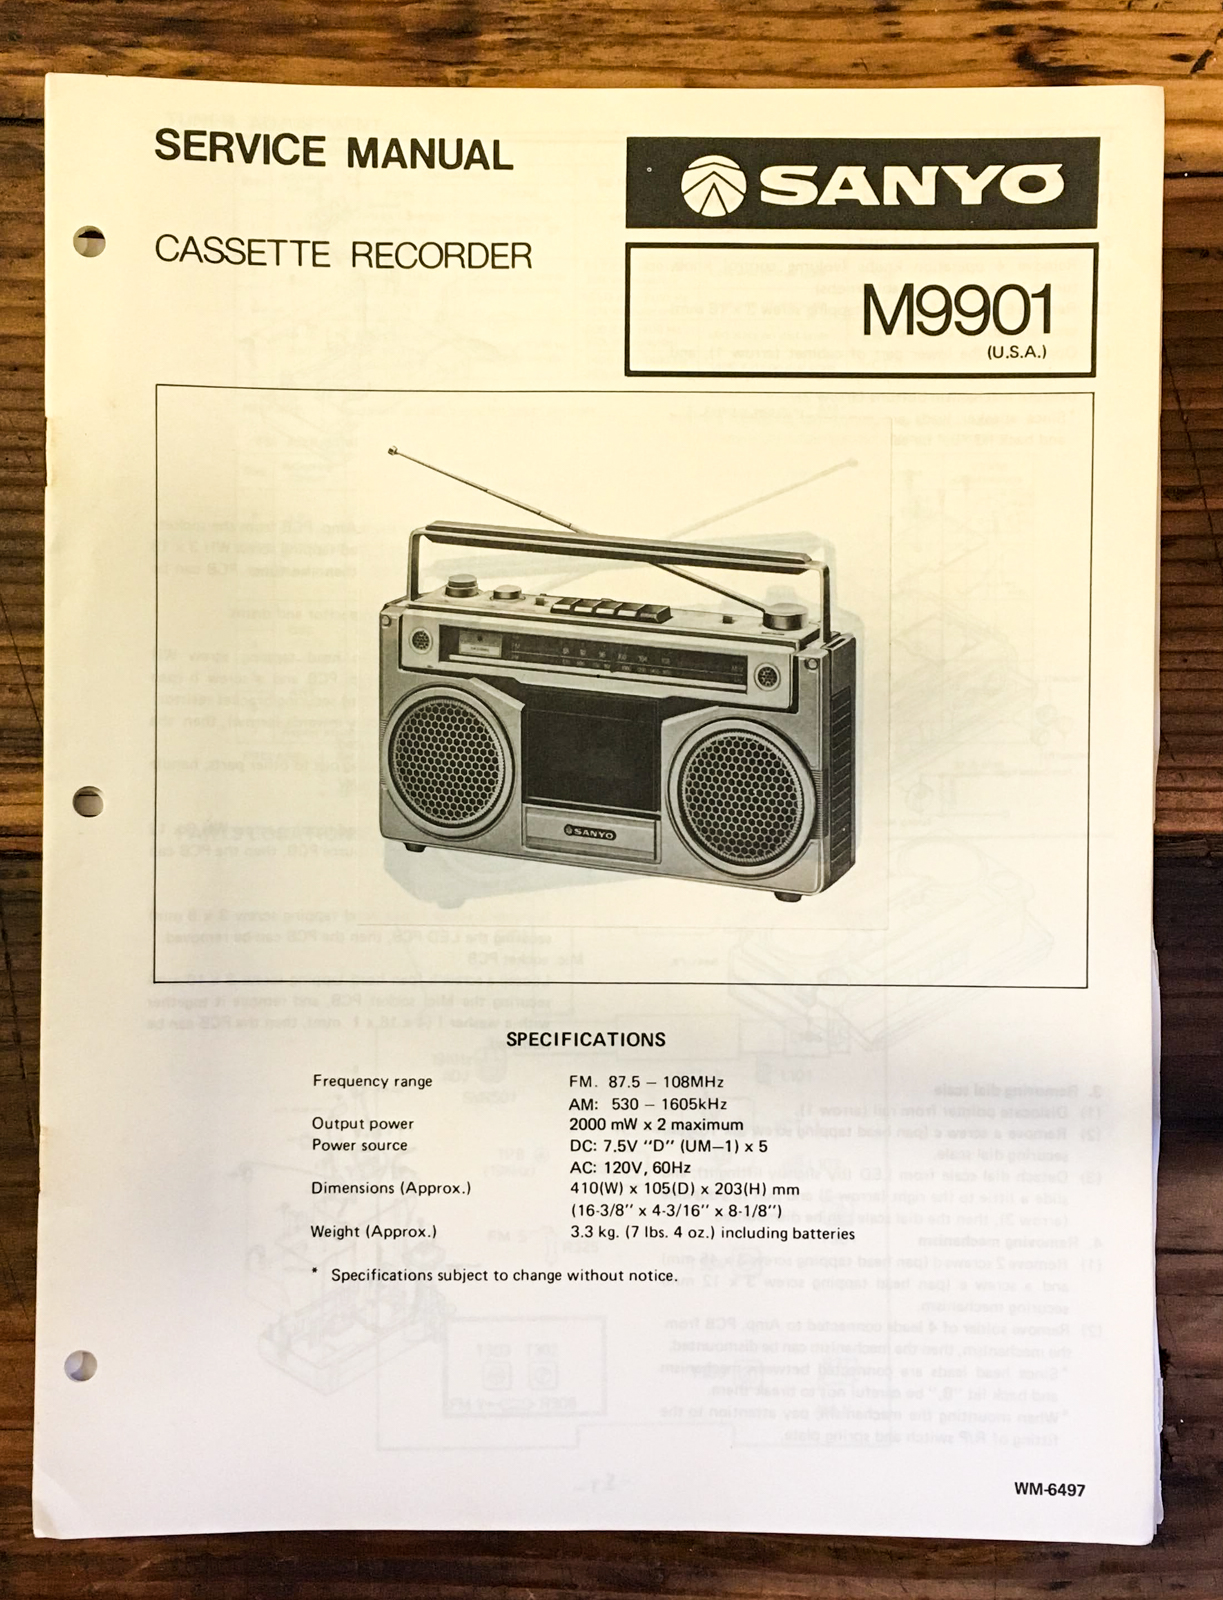 SERVICE MANUAL
SANYO
CASSETTE RECORDER
M9901
(U.S.A.)
SANYO
SPECIFICATIONS
Frequency range FM. 87.5 – 108MHz
AM: 530 – 1605kHz
Output power 2000 mW x 2 maximum
Power source DC: 7.5V "D" (UM–1) x 5
AC: 120V, 60Hz
Dimensions (Approx.) 410(W) x 105(D) x 203(H) mm
(16-3/8" x 4-3/16" x 8-1/8")
Weight (Approx.) 3.3 kg. (7 lbs. 4 oz.) including batteries
* Specifications subject to change without notice.
WM-6497